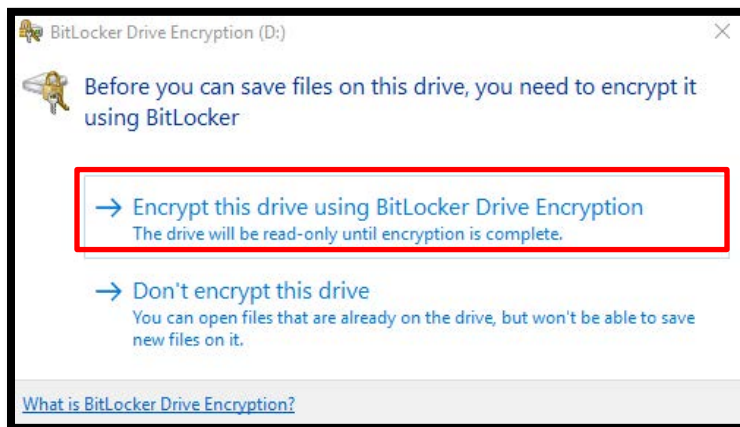 BitLocker Drive Encryption (D:)
Before you can save files on this drive, you need to encrypt it
using BitLocker
Encrypt this drive using BitLocker Drive Encryption
The drive will be read-only until encryption is complete.
Don't encrypt this drive
You can open files that are already on the drive, but won't be able to save
new files on it.
What is BitLocker Drive Encryption?